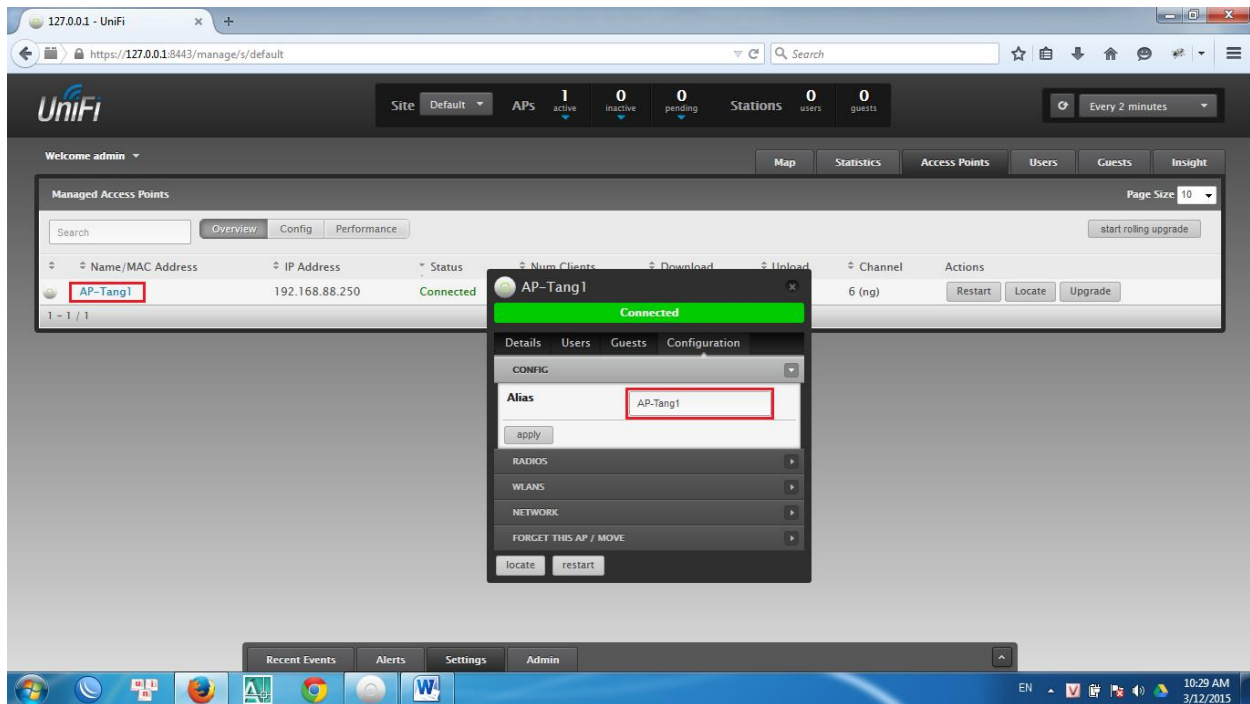 127.0.0.1 - UniFi
https://127.0.0.1:8443/manage/s/default
Search
UniFi
Site Default APs 1 active 0 inactive 0 pending Stations 0 users 0 guests
Every 2 minutes
Welcome admin
Map Statistics Access Points Users Guests Insight
Managed Access Points
Page Size 10
Search Overview Config Performance start rolling upgrade
Name/MAC Address IP Address Status Num Clients Download Upload Channel Actions
AP-Tang1 192.168.88.250 Connected 6 (ng) Restart Locate Upgrade
1 - 1 / 1
AP-Tang1
Connected
Details Users Guests Configuration
CONFIG
Alias AP-Tang1
apply
RADIOS
WLANS
NETWORK
FORGET THIS AP / MOVE
locate restart
Recent Events Alerts Settings Admin
EN 10:29 AM
3/12/2015